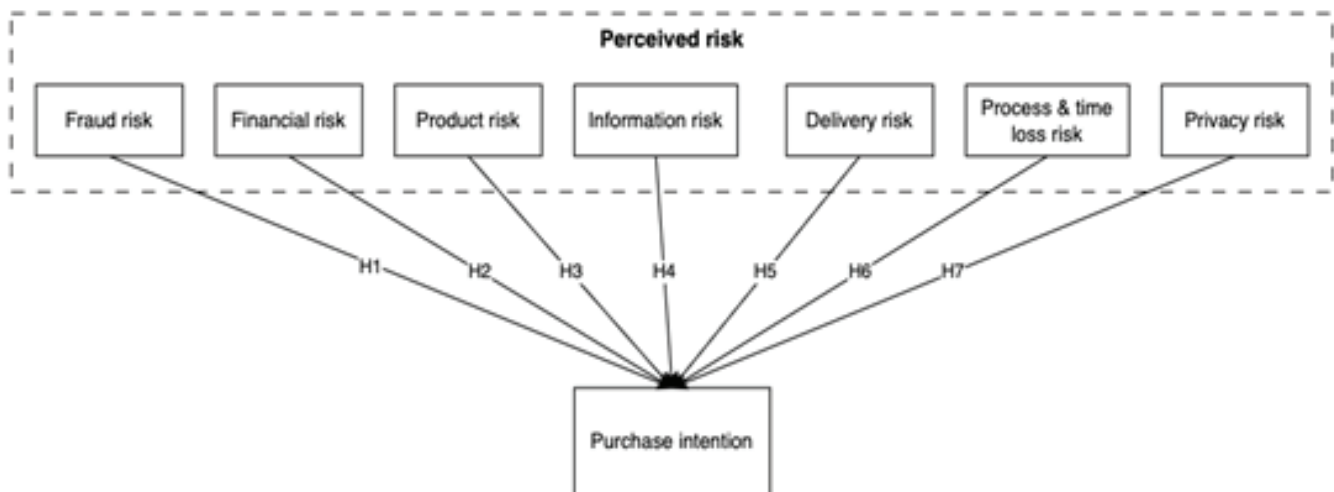 Perceived risk
Fraud risk
Financial risk
Product risk
Information risk
Delivery risk
Process & time
loss risk
Privacy risk
H1
H2
H3
H4
H5
H6
H7
Purchase intention